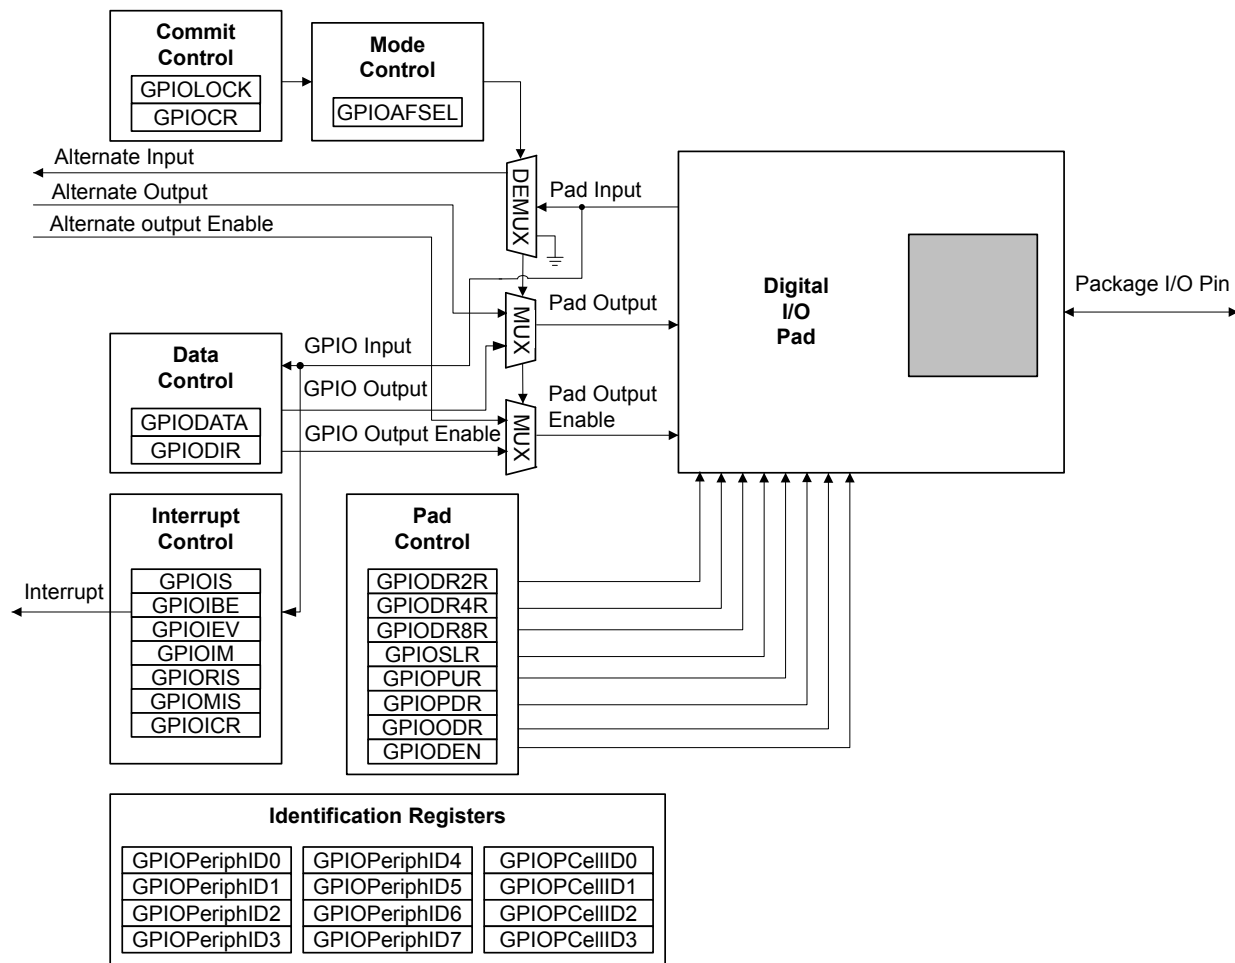 Commit
Control
GPIOLOCK
GPIOCR
Mode
Control
GPIOAFSEL
Alternate Input
Alternate Output
Alternate output Enable
DEMUX
Pad Input
MUX
Pad Output
MUX
Pad Output
Enable
Digital
I/O
Pad
Package I/O Pin
Data
Control
GPIODATA
GPIODIR
GPIO Input
GPIO Output
GPIO Output Enable
Interrupt
Control
GPIOIS
GPIOIBE
GPIOIEV
GPIOIM
GPIORIS
GPIOMIS
GPIOICR
Interrupt
Pad
Control
GPIODR2R
GPIODR4R
GPIODR8R
GPIOSLR
GPIOPUR
GPIOPDR
GPIOODR
GPIODEN
Identification Registers
GPIOPeriphID0
GPIOPeriphID1
GPIOPeriphID2
GPIOPeriphID3
GPIOPeriphID4
GPIOPeriphID5
GPIOPeriphID6
GPIOPeriphID7
GPIOPCellID0
GPIOPCellID1
GPIOPCellID2
GPIOPCellID3